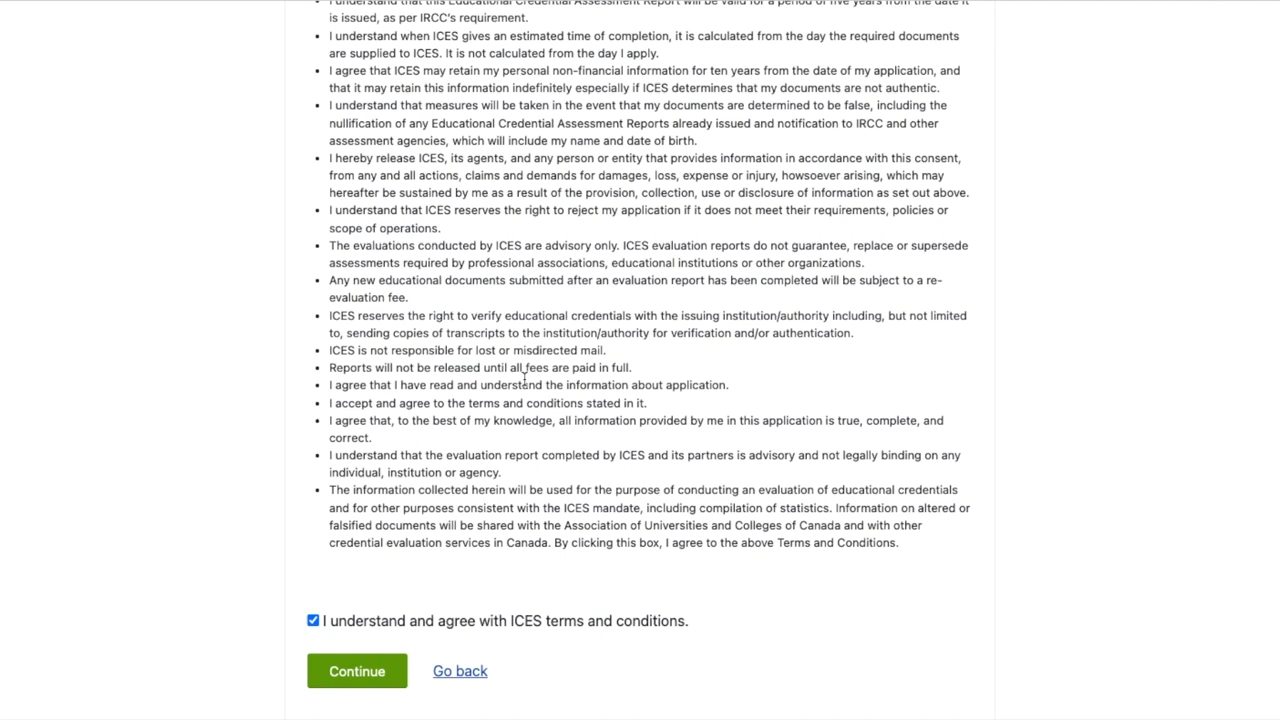 I understand that this Educational Credential Assessment Report will be valid for a period of five years from the date it
is issued, as per IRCC's requirement.
• I understand when ICES gives an estimated time of completion, it is calculated from the day the required documents
are supplied to ICES. It is not calculated from the day I apply.
• I agree that ICES may retain my personal non-financial information for ten years from the date of my application, and
that it may retain this information indefinitely especially if ICES determines that my documents are not authentic.
• I understand that measures will be taken in the event that my documents are determined to be false, including the
nullification of any Educational Credential Assessment Reports already issued and notification to IRCC and other
assessment agencies, which will include my name and date of birth.
• I hereby release ICES, its agents, and any person or entity that provides information in accordance with this consent,
from any and all actions, claims and demands for damages, loss, expense or injury, howsoever arising, which may
hereafter be sustained by me as a result of the provision, collection, use or disclosure of information as set out above.
• I understand that ICES reserves the right to reject my application if it does not meet their requirements, policies or
scope of operations.
• The evaluations conducted by ICES are advisory only. ICES evaluation reports do not guarantee, replace or supersede
assessments required by professional associations, educational institutions or other organizations.
• Any new educational documents submitted after an evaluation report has been completed will be subject to a re-
evaluation fee.
• ICES reserves the right to verify educational credentials with the issuing institution/authority including, but not limited
to, sending copies of transcripts to the institution/authority for verification and/or authentication.
• ICES is not responsible for lost or misdirected mail.
• Reports will not be released until all fees are paid in full.
• I agree that I have read and understand the information about application.
• I accept and agree to the terms and conditions stated in it.
• I agree that, to the best of my knowledge, all information provided by me in this application is true, complete, and
correct.
• I understand that the evaluation report completed by ICES and its partners is advisory and not legally binding on any
individual, institution or agency.
• The information collected herein will be used for the purpose of conducting an evaluation of educational credentials
and for other purposes consistent with the ICES mandate, including compilation of statistics. Information on altered or
falsified documents will be shared with the Association of Universities and Colleges of Canada and with other
credential evaluation services in Canada. By clicking this box, I agree to the above Terms and Conditions.
I understand and agree with ICES terms and conditions.
Continue
Go back